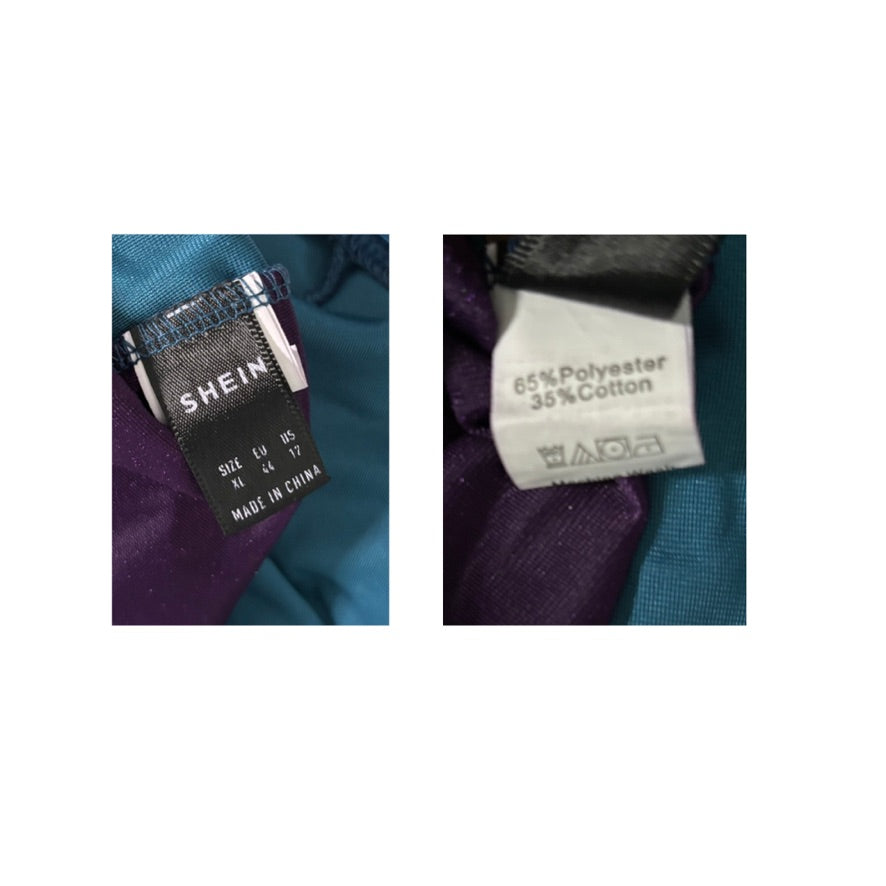 SHEIN
SIZE EU US
XL 44 12
MADE IN CHINA
65%Polyester
35%Cotton